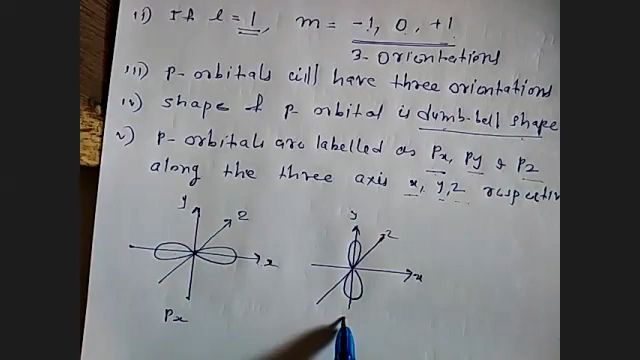 ii) If l = 1, m = -1, 0, +1
3- Orientations
iii) p-orbitals will have three orientations
iv) shape of p orbital is dumb-bell shape
v) p-orbitals are labelled as Px, Py & Pz
along the three axis x, y, z respective
y z x
Px
y z x